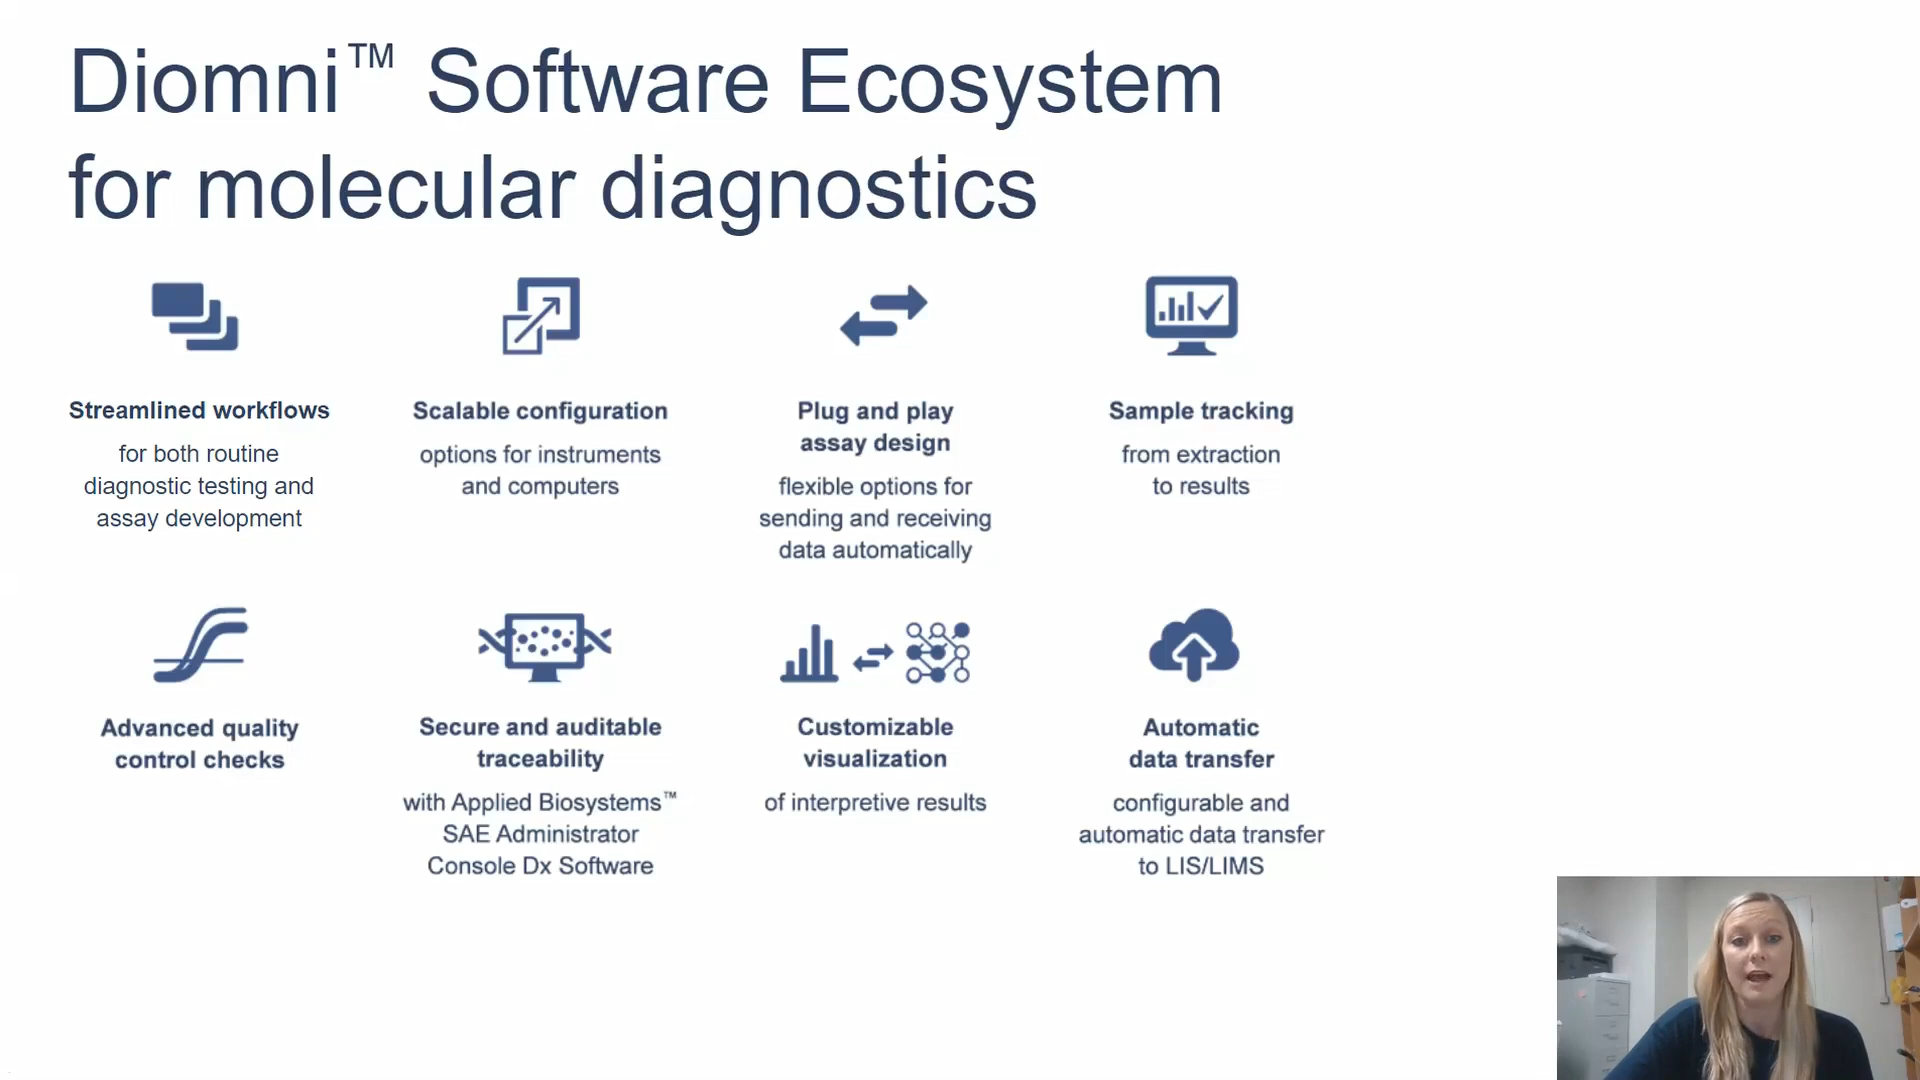 Diomni™ Software Ecosystem
for molecular diagnostics
Streamlined workflows
for both routine
diagnostic testing and
assay development
Scalable configuration
options for instruments
and computers
Plug and play
assay design
flexible options for
sending and receiving
data automatically
Sample tracking
from extraction
to results
Advanced quality
control checks
Secure and auditable
traceability
with Applied Biosystems™
SAE Administrator
Console Dx Software
Customizable
visualization
of interpretive results
Automatic
data transfer
configurable and
automatic data transfer
to LIS/LIMS